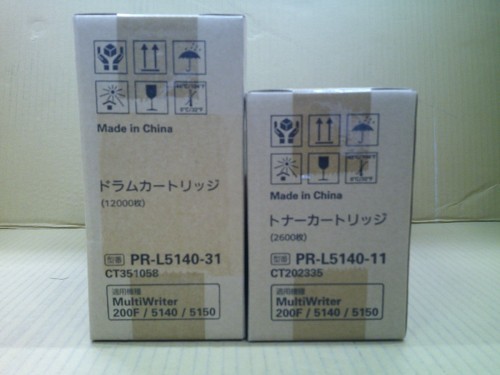 Made in China
ドラムカートリッジ
(12000枚)
型番 PR-L5140-31
CT351058
適用機種
MultiWriter
200F / 5140 / 5150
Made in China
トナーカートリッジ
(2600枚)
型番 PR-L5140-11
CT202335
適用機種
MultiWriter
200F / 5140 / 5150